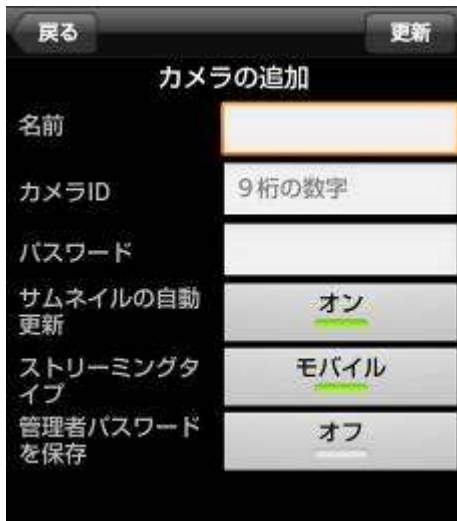 戻る 更新
カメラの追加
名前
カメラID 9桁の数字
パスワード
サムネイルの自動
更新 オン
ストリーミングタ
イプ モバイル
管理者パスワード
を保存 オフ